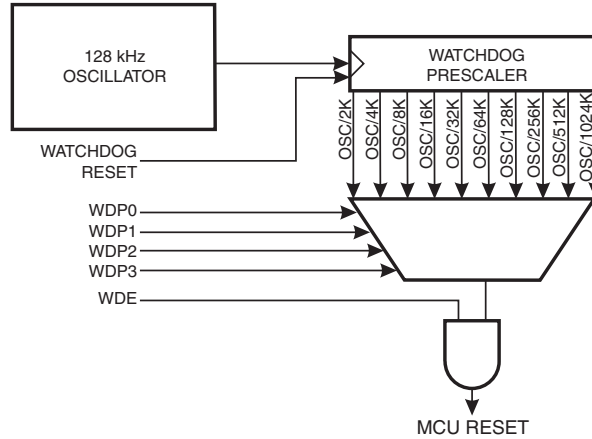 128 kHz
OSCILLATOR
WATCHDOG
PRESCALER
OSC/2K
OSC/4K
OSC/8K
OSC/16K
OSC/32K
OSC/64K
OSC/128K
OSC/256K
OSC/512K
OSC/1024K
WATCHDOG
RESET
WDP0
WDP1
WDP2
WDP3
WDE
MCU RESET